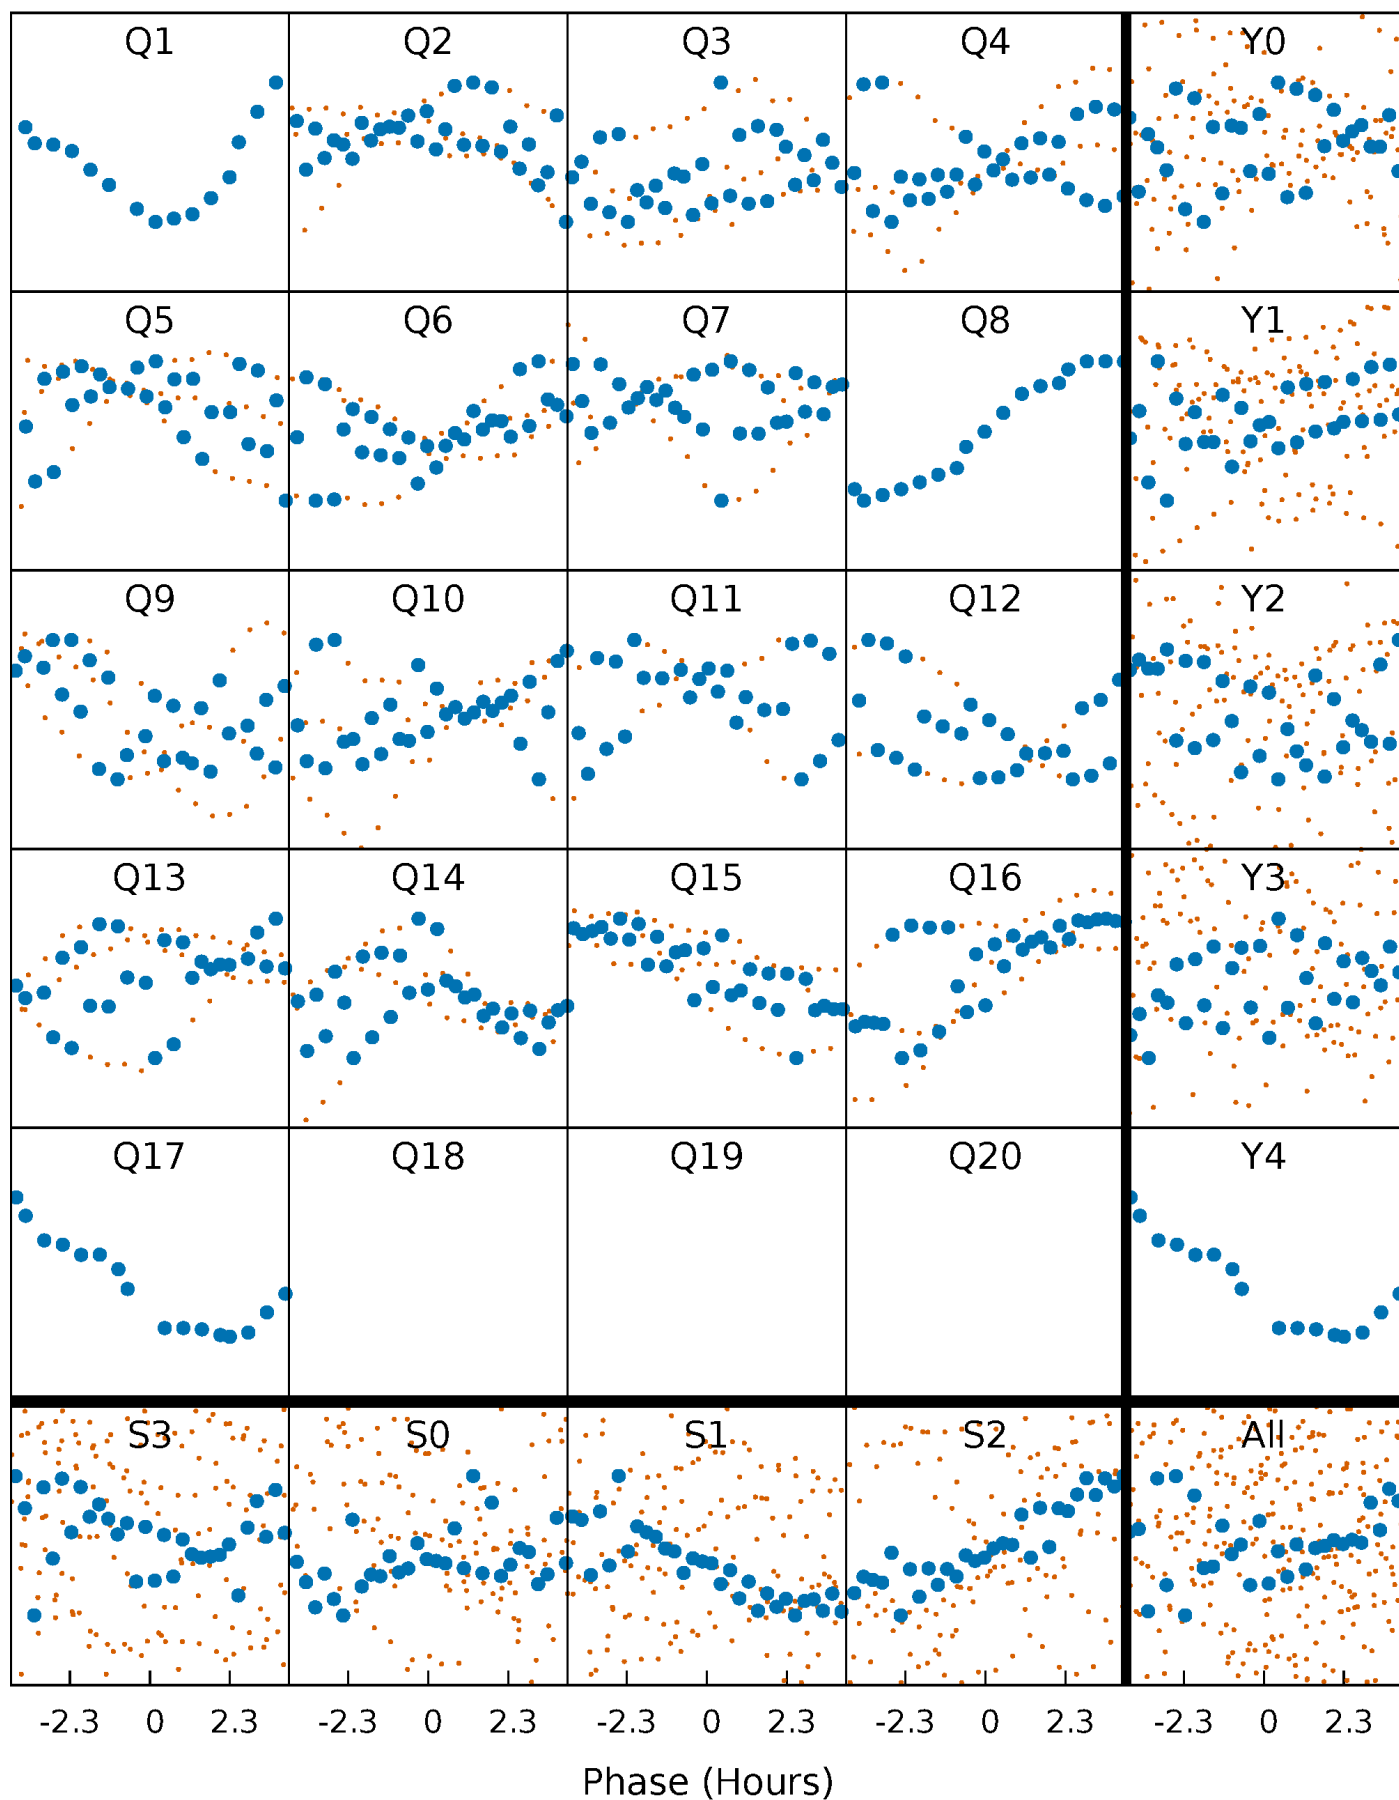 Q1 Q2 Q3 Q4 Y0
Q5 Q6 Q7 Q8 Y1
Q9 Q10 Q11 Q12 Y2
Q13 Q14 Q15 Q16 Y3
Q17 Q18 Q19 Q20 Y4
S3 S0 S1 S2 All
-2.3 0 2.3 -2.3 0 2.3 -2.3 0 2.3 -2.3 0 2.3 -2.3 0 2.3
Phase (Hours)